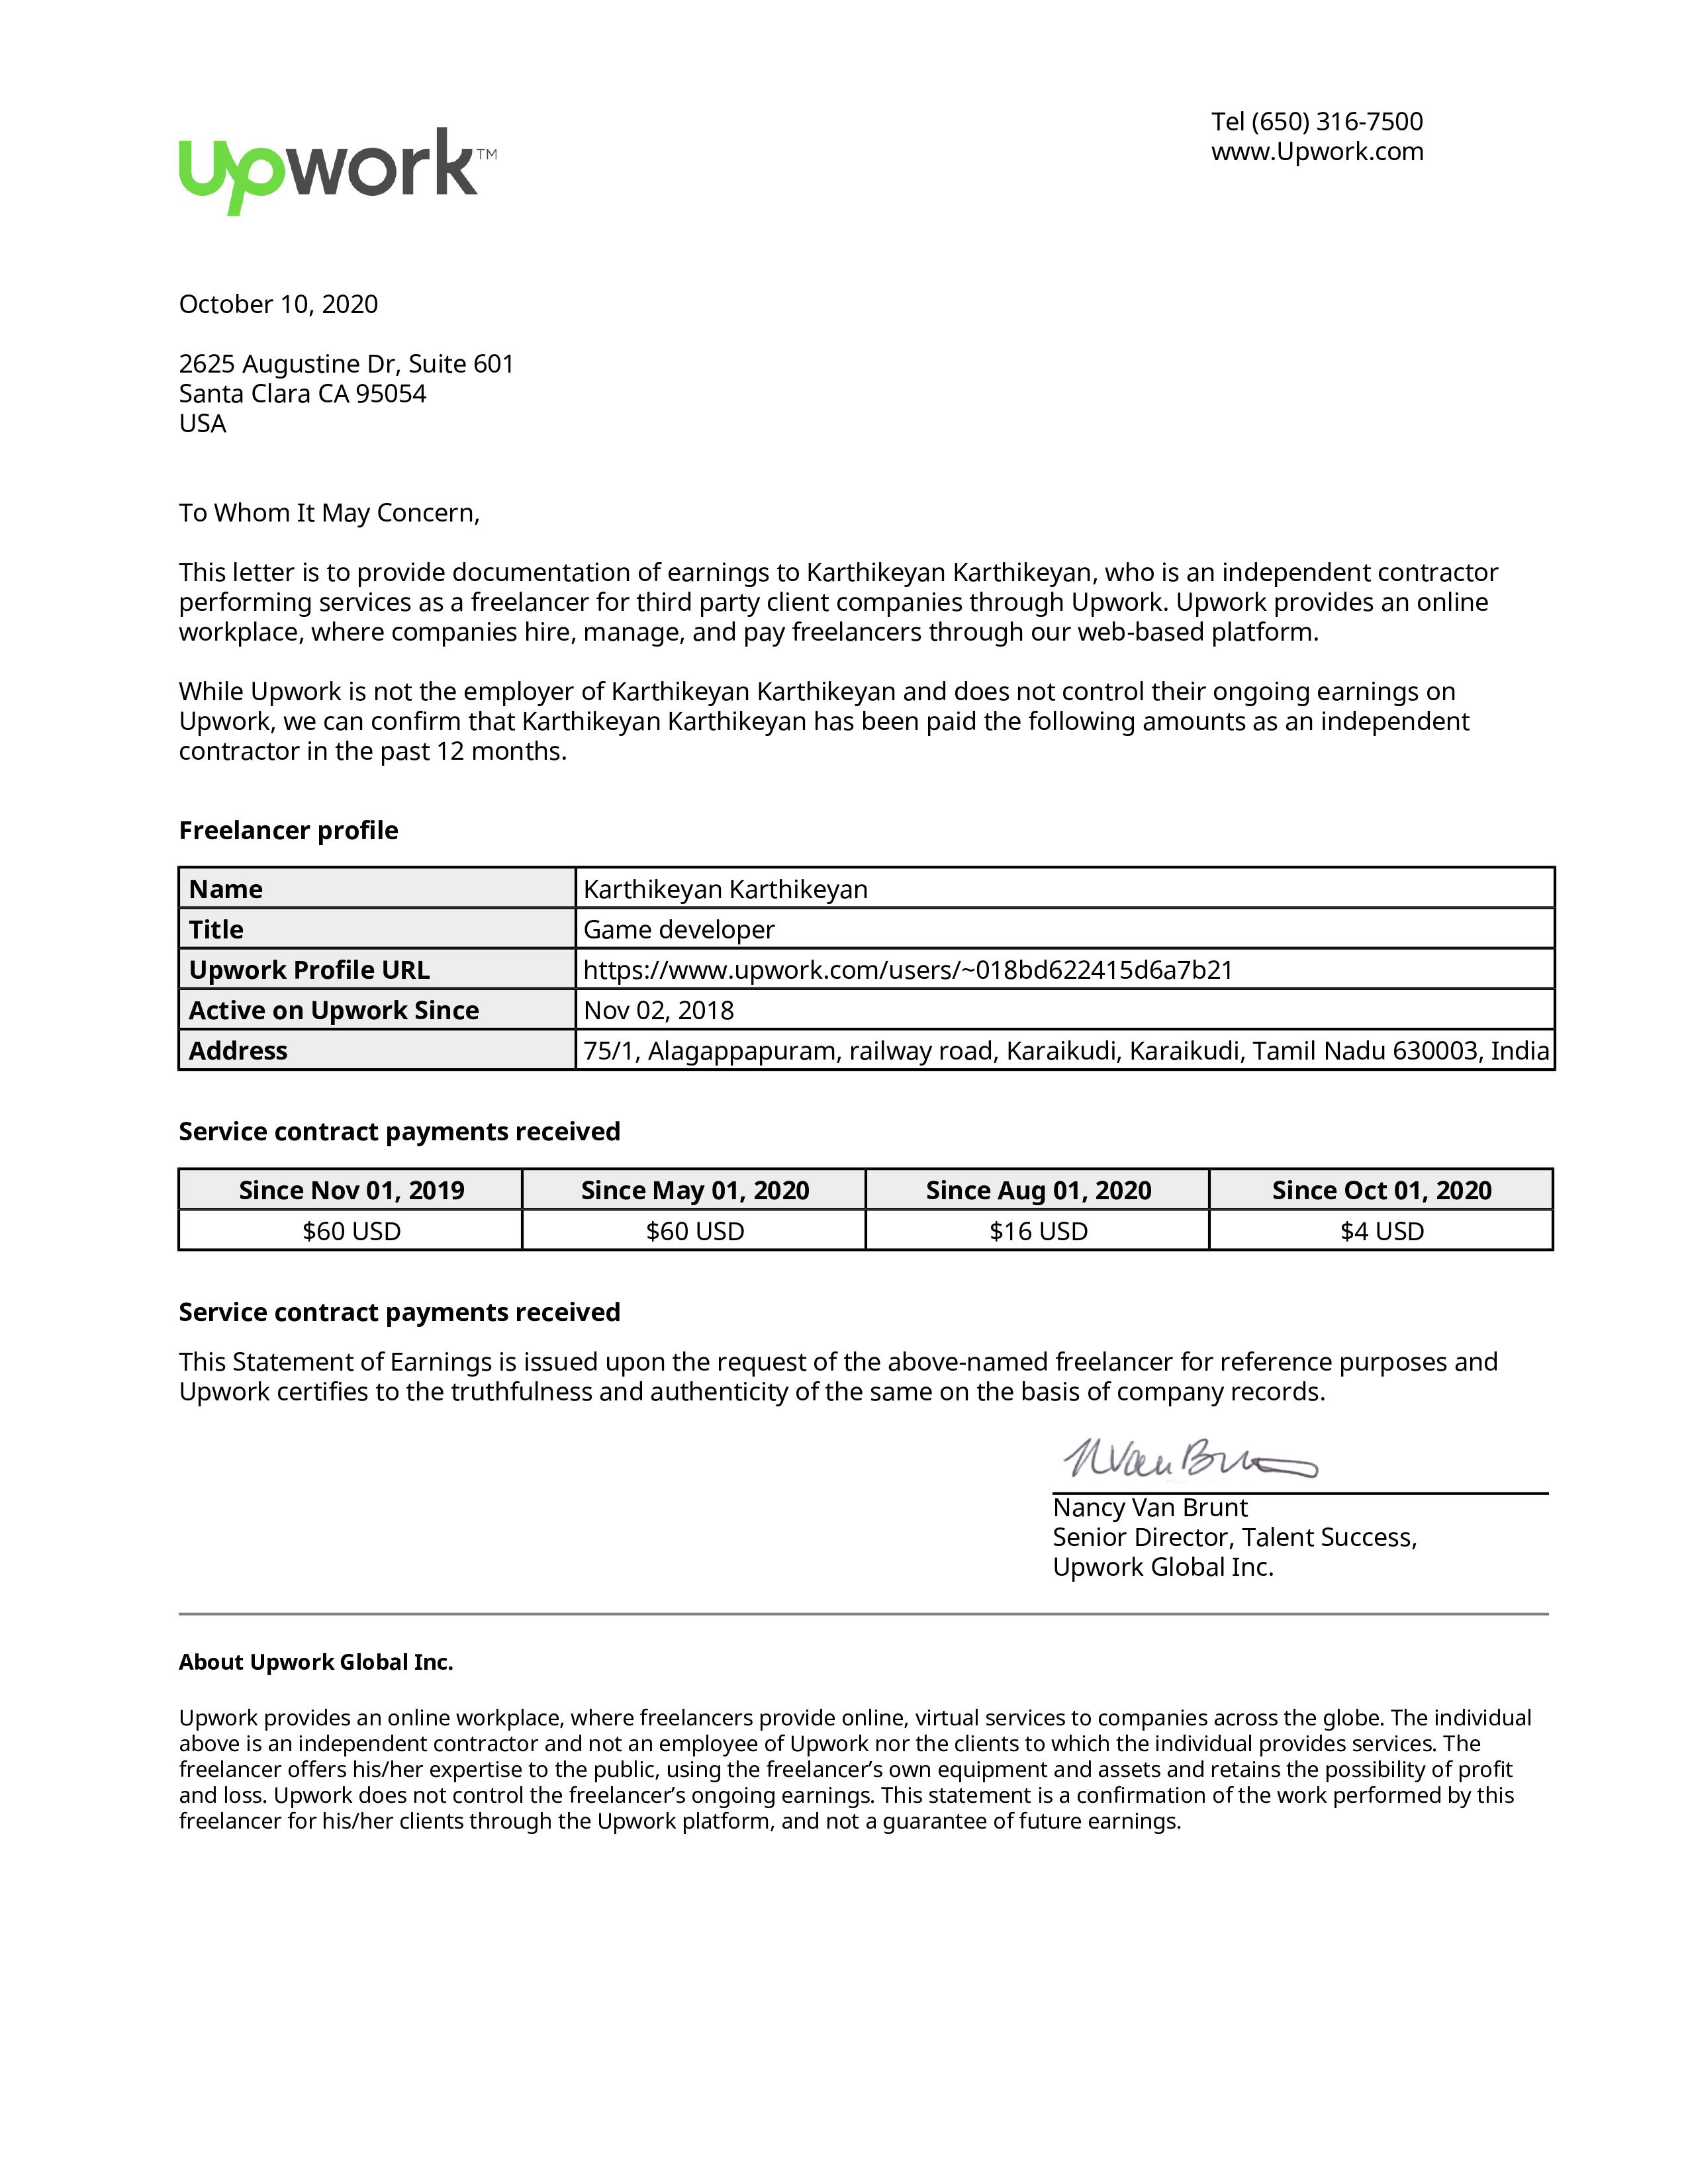 upwork™
Tel (650) 316-7500
www.Upwork.com
October 10, 2020
2625 Augustine Dr, Suite 601
Santa Clara CA 95054
USA
To Whom It May Concern,
This letter is to provide documentation of earnings to Karthikeyan Karthikeyan, who is an independent contractor
performing services as a freelancer for third party client companies through Upwork. Upwork provides an online
workplace, where companies hire, manage, and pay freelancers through our web-based platform.
While Upwork is not the employer of Karthikeyan Karthikeyan and does not control their ongoing earnings on
Upwork, we can confirm that Karthikeyan Karthikeyan has been paid the following amounts as an independent
contractor in the past 12 months.
Freelancer profile
Name Karthikeyan Karthikeyan
Title Game developer
Upwork Profile URL https://www.upwork.com/users/~018bd622415d6a7b21
Active on Upwork Since Nov 02, 2018
Address 75/1, Alagappapuram, railway road, Karaikudi, Karaikudi, Tamil Nadu 630003, India
Service contract payments received
Since Nov 01, 2019 Since May 01, 2020 Since Aug 01, 2020 Since Oct 01, 2020
$60 USD $60 USD $16 USD $4 USD
Service contract payments received
This Statement of Earnings is issued upon the request of the above-named freelancer for reference purposes and
Upwork certifies to the truthfulness and authenticity of the same on the basis of company records.
N Van Brunt
Nancy Van Brunt
Senior Director, Talent Success,
Upwork Global Inc.
About Upwork Global Inc.
Upwork provides an online workplace, where freelancers provide online, virtual services to companies across the globe. The individual
above is an independent contractor and not an employee of Upwork nor the clients to which the individual provides services. The
freelancer offers his/her expertise to the public, using the freelancer’s own equipment and assets and retains the possibility of profit
and loss. Upwork does not control the freelancer’s ongoing earnings. This statement is a confirmation of the work performed by this
freelancer for his/her clients through the Upwork platform, and not a guarantee of future earnings.